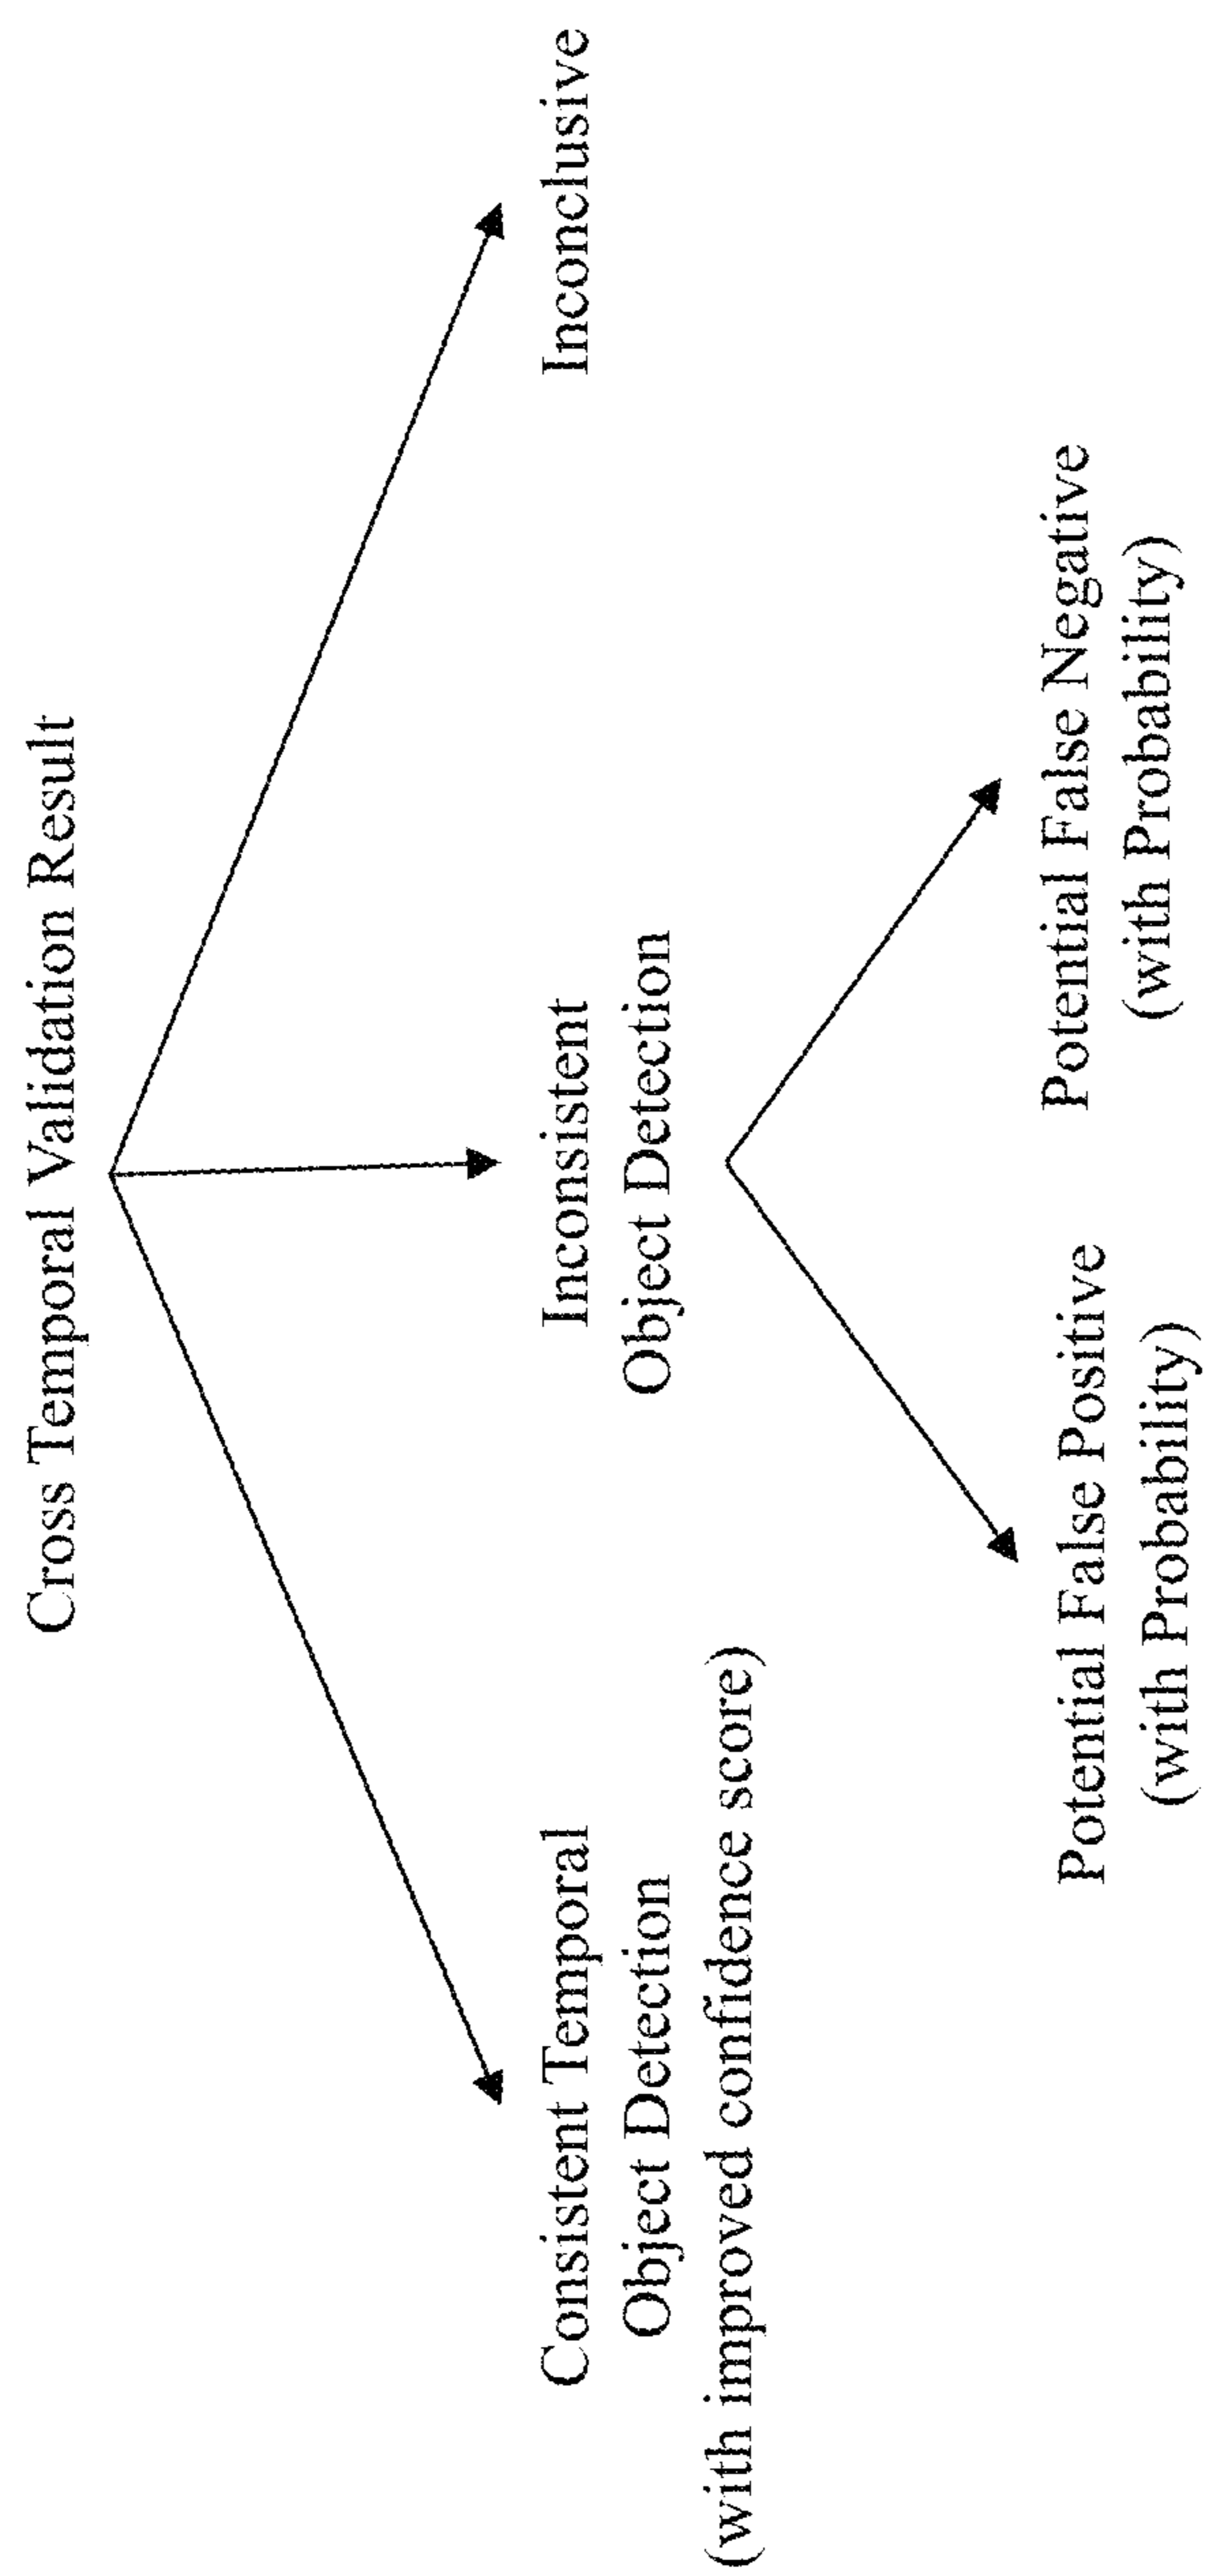 Cross Temporal Validation Result
Consistent Temporal
Object Detection
(with improved confidence score)
Inconsistent
Object Detection
Inconclusive
Potential False Positive
(with Probability)
Potential False Negative
(with Probability)